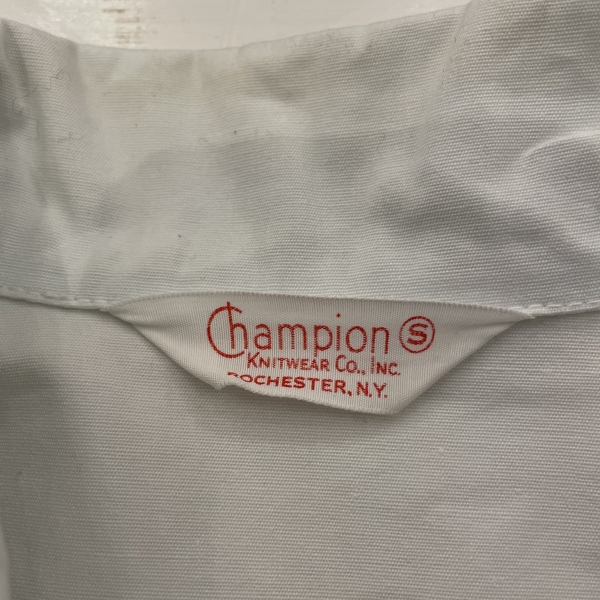 Champion S
KNITWEAR CO., INC.
ROCHESTER, N.Y.